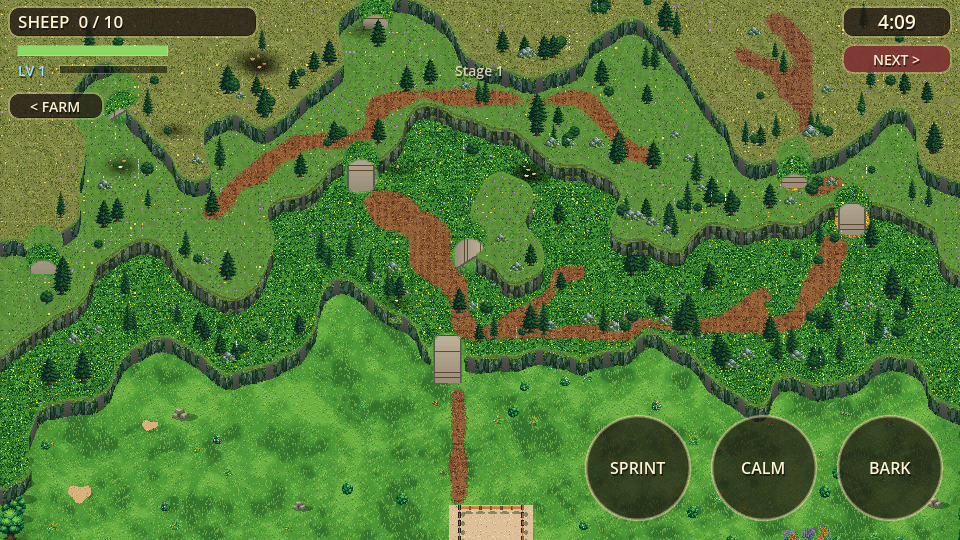 SHEEP 0 / 10
4:09
LV 1
NEXT >
Stage 1
< FARM
SPRINT
CALM
BARK